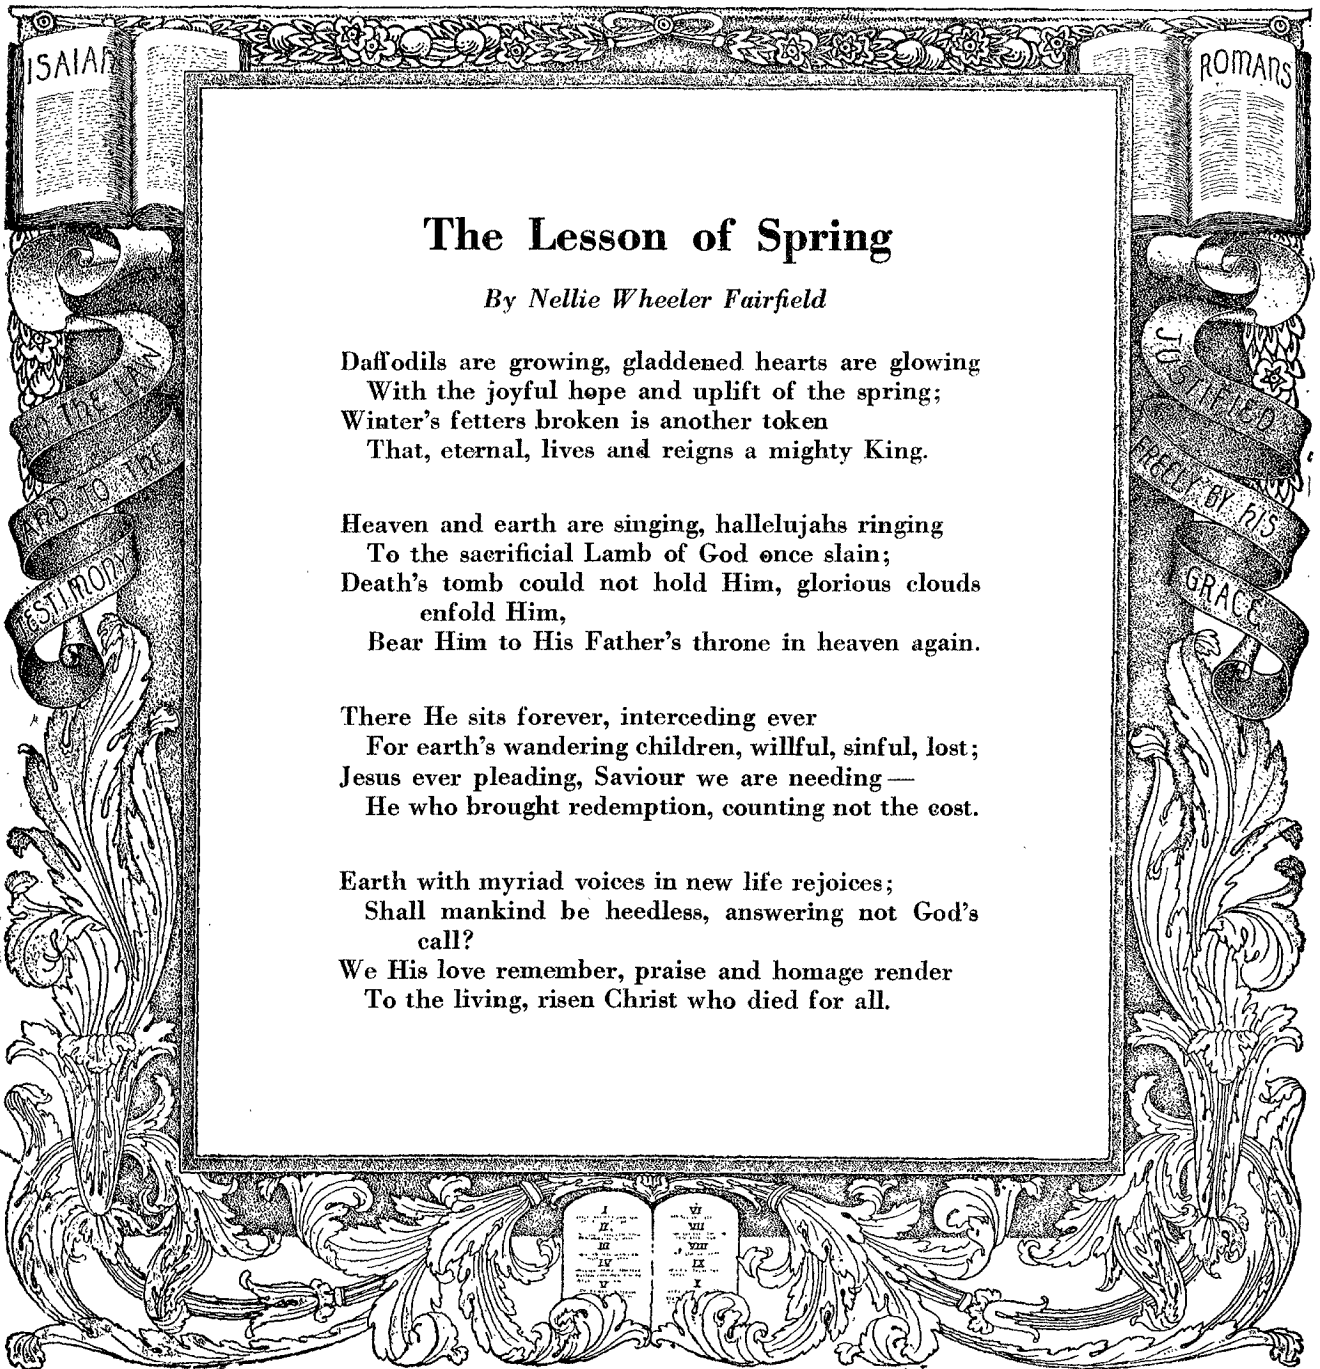 ISAIAH
ROMANS
TO THE LAW
AND TO THE
TESTIMONY
JUSTIFIED
FREELY BY HIS
GRACE
The Lesson of Spring
By Nellie Wheeler Fairfield
Daffodils are growing, gladdened hearts are glowing
With the joyful hope and uplift of the spring;
Winter's fetters broken is another token
That, eternal, lives and reigns a mighty King.
Heaven and earth are singing, hallelujahs ringing
To the sacrificial Lamb of God once slain;
Death's tomb could not hold Him, glorious clouds
enfold Him,
Bear Him to His Father's throne in heaven again.
There He sits forever, interceding ever
For earth's wandering children, willful, sinful, lost;
Jesus ever pleading, Saviour we are needing —
He who brought redemption, counting not the cost.
Earth with myriad voices in new life rejoices;
Shall mankind be heedless, answering not God's
call?
We His love remember, praise and homage render
To the living, risen Christ who died for all.
I VI
II VII
III VIII
IV IX
V X